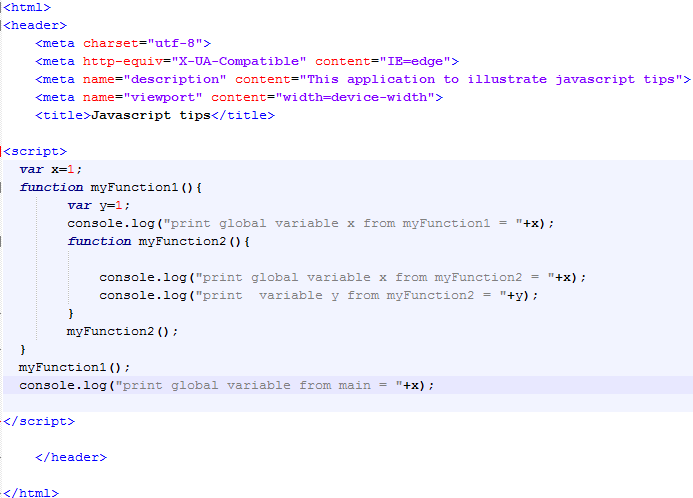 <html>
<header>
    <meta charset="utf-8">
    <meta http-equiv="X-UA-Compatible" content="IE=edge">
    <meta name="description" content="This application to illustrate javascript tips">
    <meta name="viewport" content="width=device-width">
    <title>Javascript tips</title>
<script>
  var x=1;
  function myFunction1(){
        var y=1;
        console.log("print global variable x from myFunction1 = "+x);
        function myFunction2(){
            console.log("print global variable x from myFunction2 = "+x);
            console.log("print  variable y from myFunction2 = "+y);
        }
        myFunction2();
  }
  myFunction1();
  console.log("print global variable from main = "+x);
</script>
    </header>
</html>